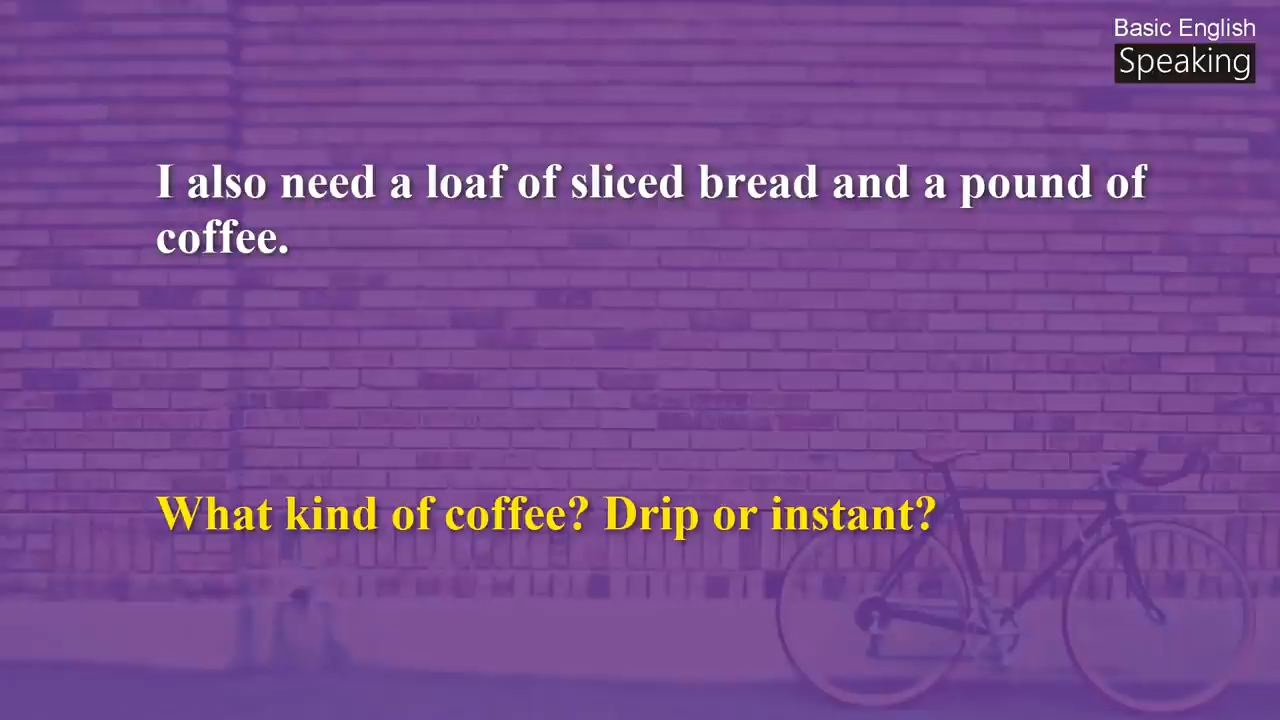 Basic English
Speaking
I also need a loaf of sliced bread and a pound of
coffee.
What kind of coffee? Drip or instant?